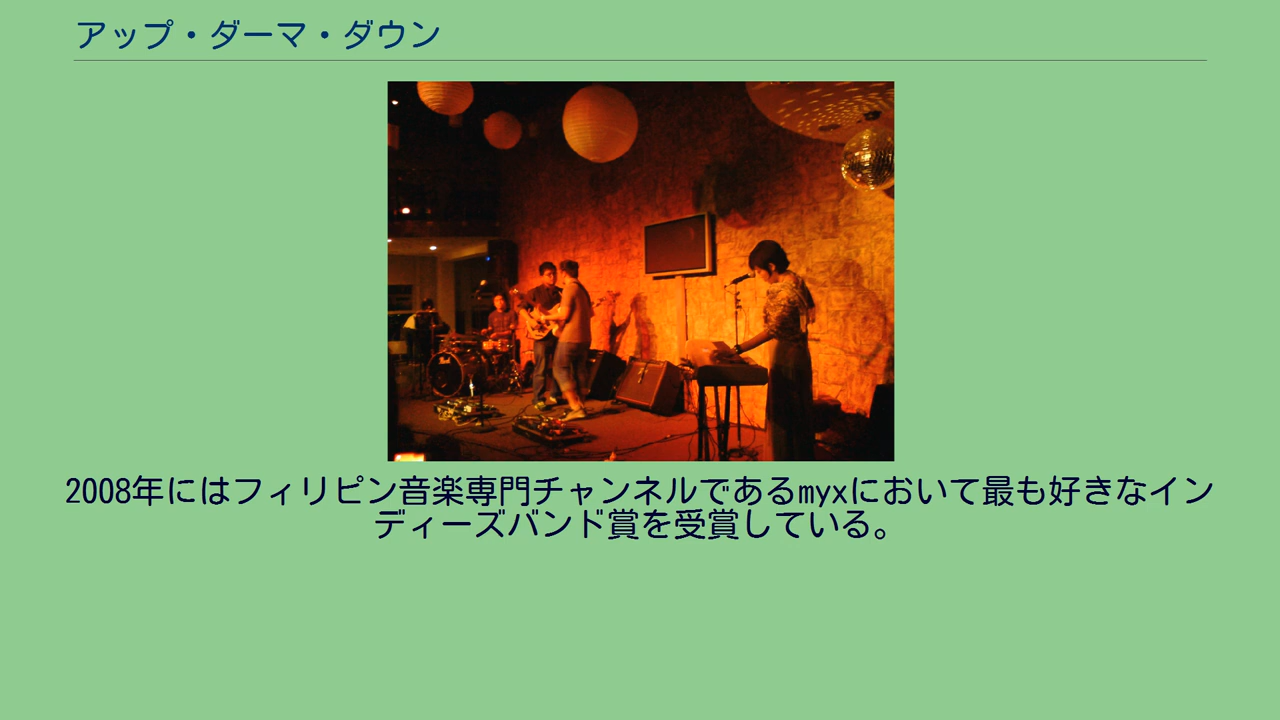 アップ・ダーマ・ダウン
2008年にはフィリピン音楽専門チャンネルであるmyxにおいて最も好きなイン
ディーズバンド賞を受賞している。